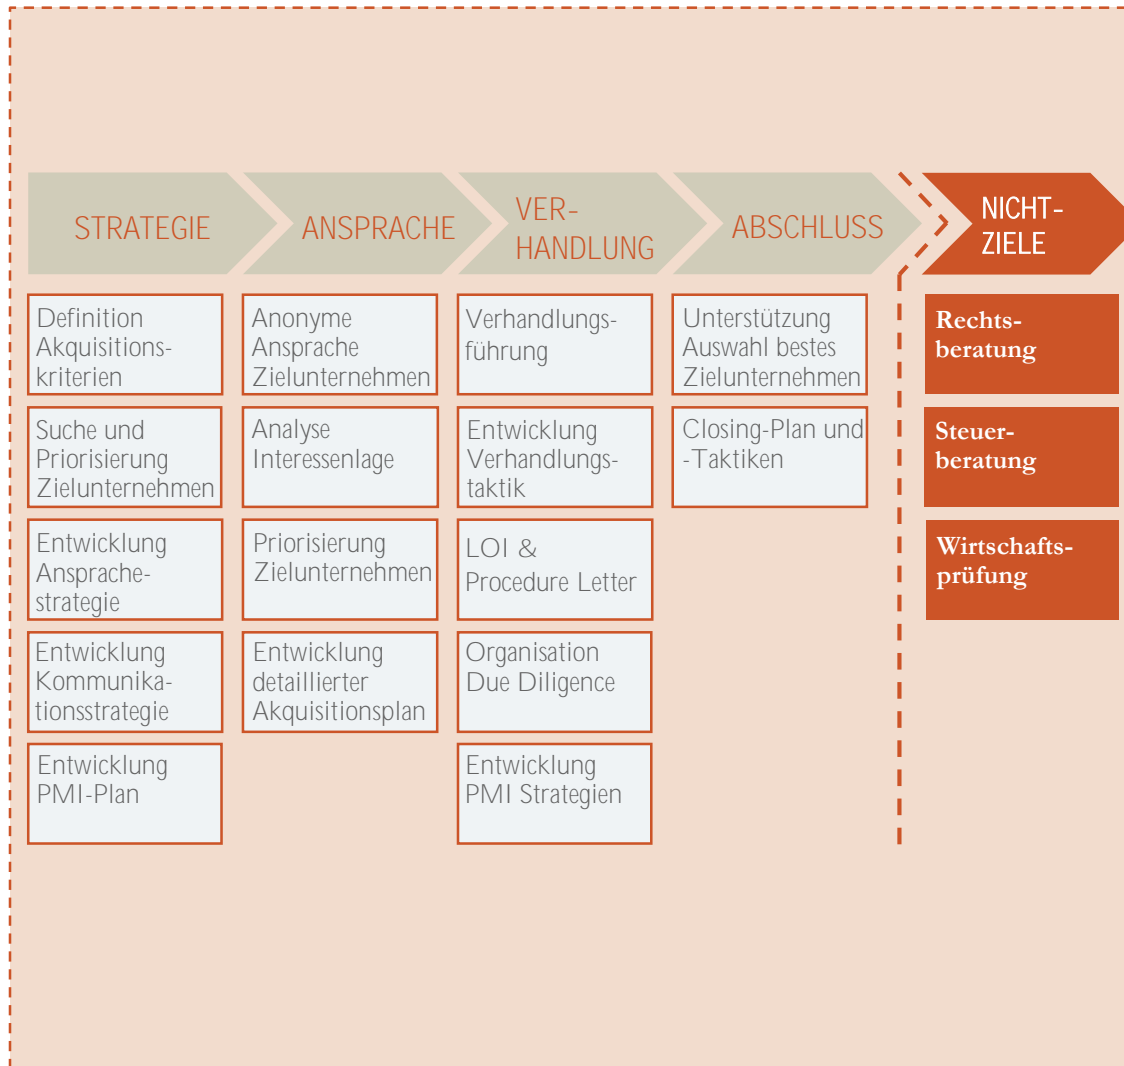 STRATEGIE
ANSPRACHE
VER-
HANDLUNG
ABSCHLUSS
NICHT-
ZIELE
Definition
Akquisitions-
kriterien
Suche und
Priorisierung
Zielunternehmen
Entwicklung
Ansprache-
strategie
Entwicklung
Kommunika-
tionsstrategie
Entwicklung
PMI-Plan
Anonyme
Ansprache
Zielunternehmen
Analyse
Interessenlage
Priorisierung
Zielunternehmen
Entwicklung
detaillierter
Akquisitionsplan
Verhandlungs-
führung
Entwicklung
Verhandlungs-
taktik
LOI &
Procedure Letter
Organisation
Due Diligence
Entwicklung
PMI Strategien
Unterstützung
Auswahl bestes
Zielunternehmen
Closing-Plan und
-Taktiken
Rechts-
beratung
Steuer-
beratung
Wirtschafts-
prüfung